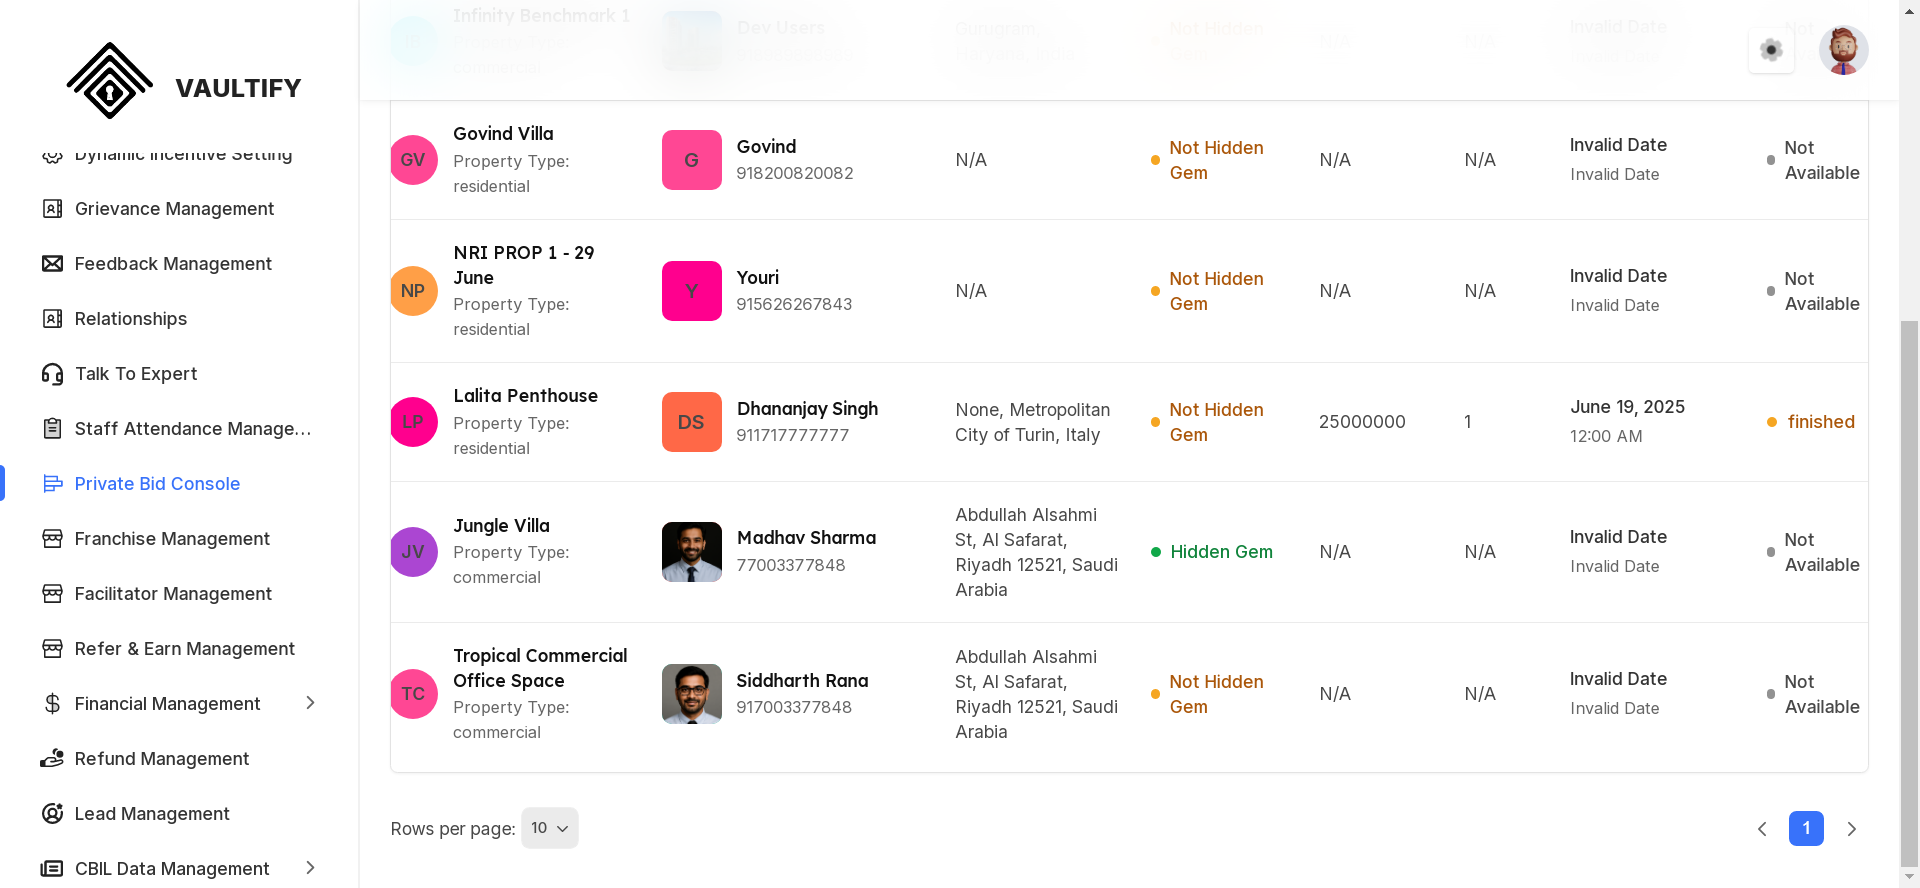 VAULTIFY
Dynamic Incentive Setting
Grievance Management
Feedback Management
Relationships
Talk To Expert
Staff Attendance Manage...
Private Bid Console
Franchise Management
Facilitator Management
Refer & Earn Management
Financial Management
Refund Management
Lead Management
CBIL Data Management
Infinity Benchmark 1
Dev Users
Gurugram,
Haryana, India
Not Hidden
Gem
Invalid Date
Not
commercial
GV
Govind Villa
Property Type:
residential
G
Govind
918200820082
N/A
Not Hidden
Gem
N/A
N/A
Invalid Date
Invalid Date
Not
Available
NP
NRI PROP 1 - 29
June
Property Type:
residential
Y
Youri
915626267843
N/A
Not Hidden
Gem
N/A
N/A
Invalid Date
Invalid Date
Not
Available
LP
Lalita Penthouse
Property Type:
residential
DS
Dhananjay Singh
911717777777
None, Metropolitan
City of Turin, Italy
Not Hidden
Gem
25000000
1
June 19, 2025
12:00 AM
finished
JV
Jungle Villa
Property Type:
commercial
Madhav Sharma
77003377848
Abdullah Alsahmi
St, Al Safarat,
Riyadh 12521, Saudi
Arabia
Hidden Gem
N/A
N/A
Invalid Date
Invalid Date
Not
Available
TC
Tropical Commercial
Office Space
Property Type:
commercial
Siddharth Rana
917003377848
Abdullah Alsahmi
St, Al Safarat,
Riyadh 12521, Saudi
Arabia
Not Hidden
Gem
N/A
N/A
Invalid Date
Invalid Date
Not
Available
Rows per page: 10
1